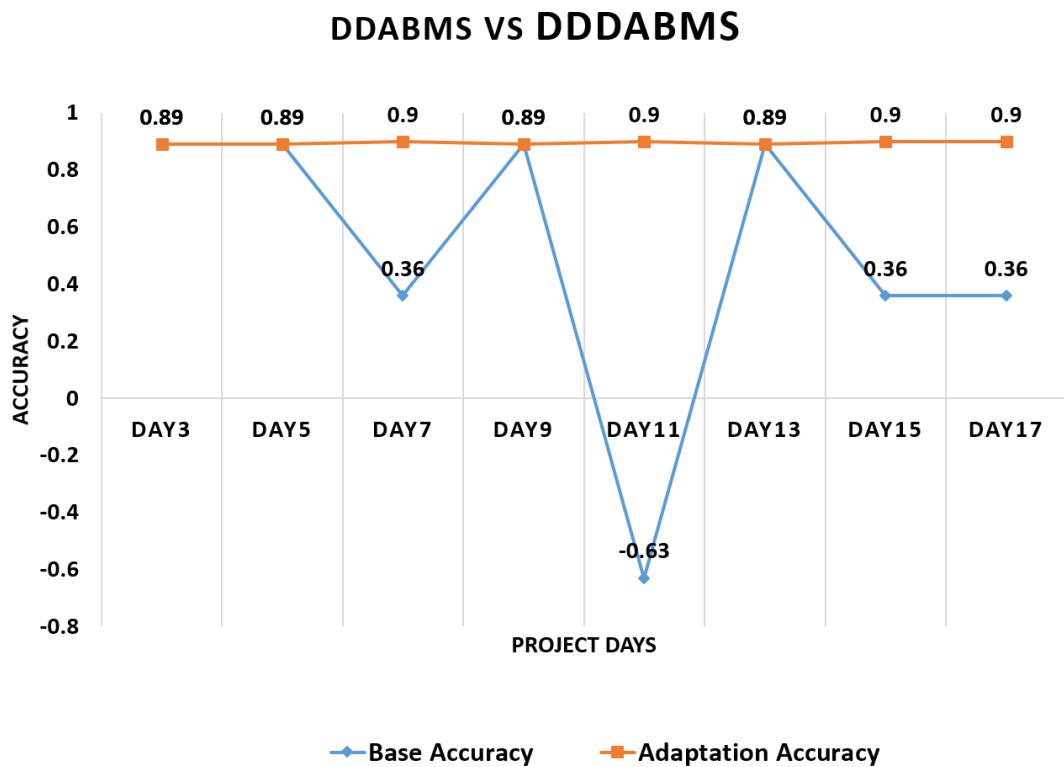 DDABMS VS DDDABMS
1
0.89 0.89 0.9 0.89 0.9 0.89 0.9 0.9
0.8
0.6
0.36 0.36 0.36
0.4
0.2
0
DAY3 DAY5 DAY7 DAY9 DAY11 DAY13 DAY15 DAY17
-0.2
-0.4
-0.63
-0.6
-0.8
ACCURACY
PROJECT DAYS
Base Accuracy Adaptation Accuracy